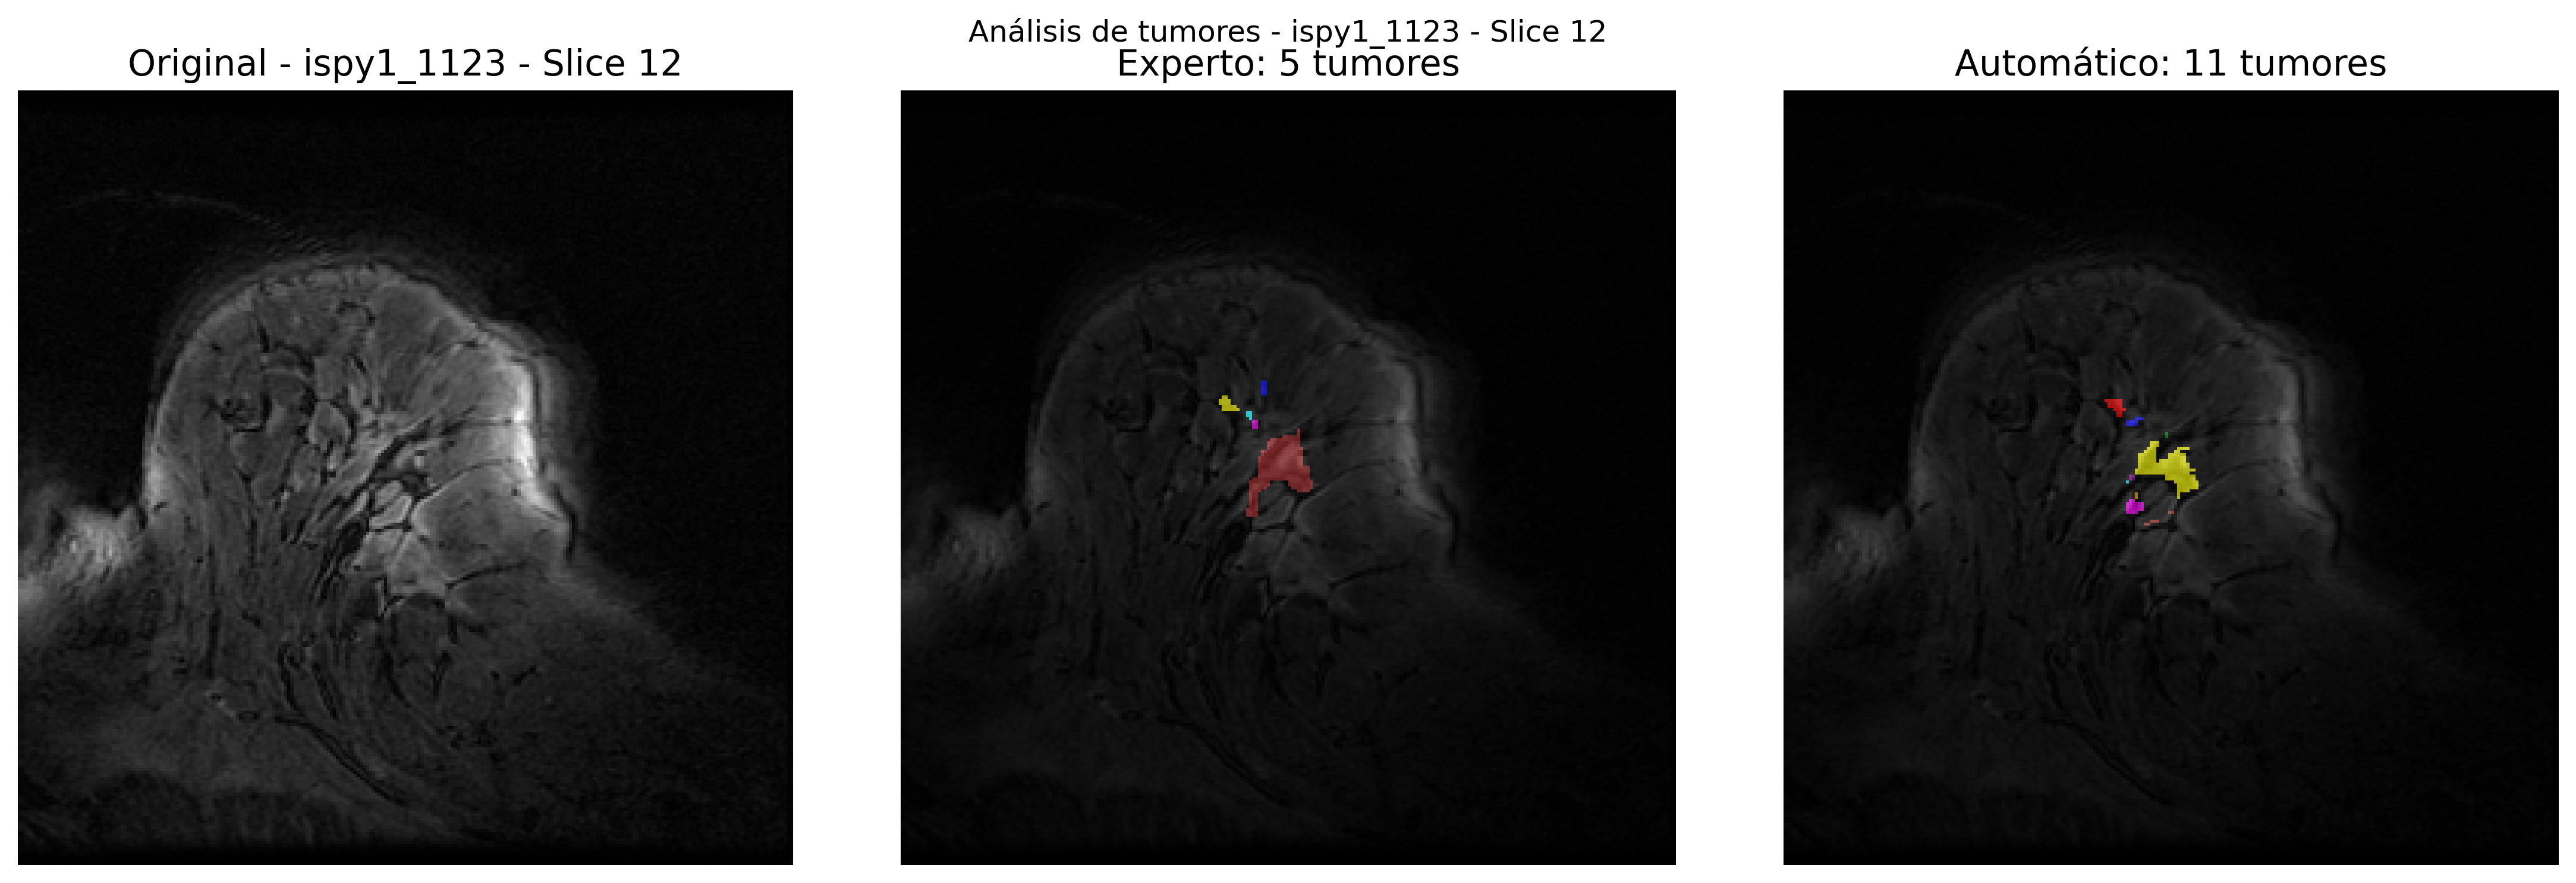 Análisis de tumores - ispy1_1123 - Slice 12
Original - ispy1_1123 - Slice 12
Experto: 5 tumores
Automático: 11 tumores